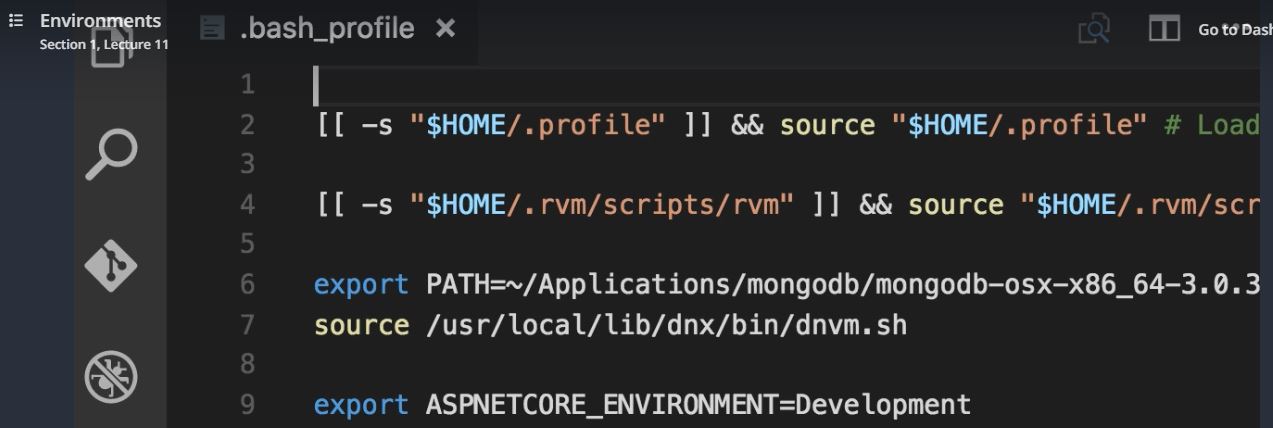 Environments
Section 1, Lecture 11
.bash_profile
Go to Dash
1
2 [[ -s "$HOME/.profile" ]] && source "$HOME/.profile" # Load
3
4 [[ -s "$HOME/.rvm/scripts/rvm" ]] && source "$HOME/.rvm/scr
5
6 export PATH=~/Applications/mongodb/mongodb-osx-x86_64-3.0.3
7 source /usr/local/lib/dnx/bin/dnvm.sh
8
9 export ASPNETCORE_ENVIRONMENT=Development